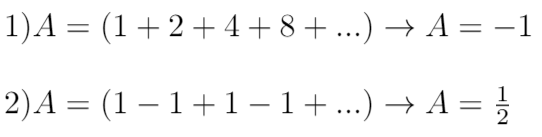 1)A = (1 + 2 + 4 + 8 + ...) → A = −1
2)A = (1 − 1 + 1 − 1 + ...) → A = 1/2